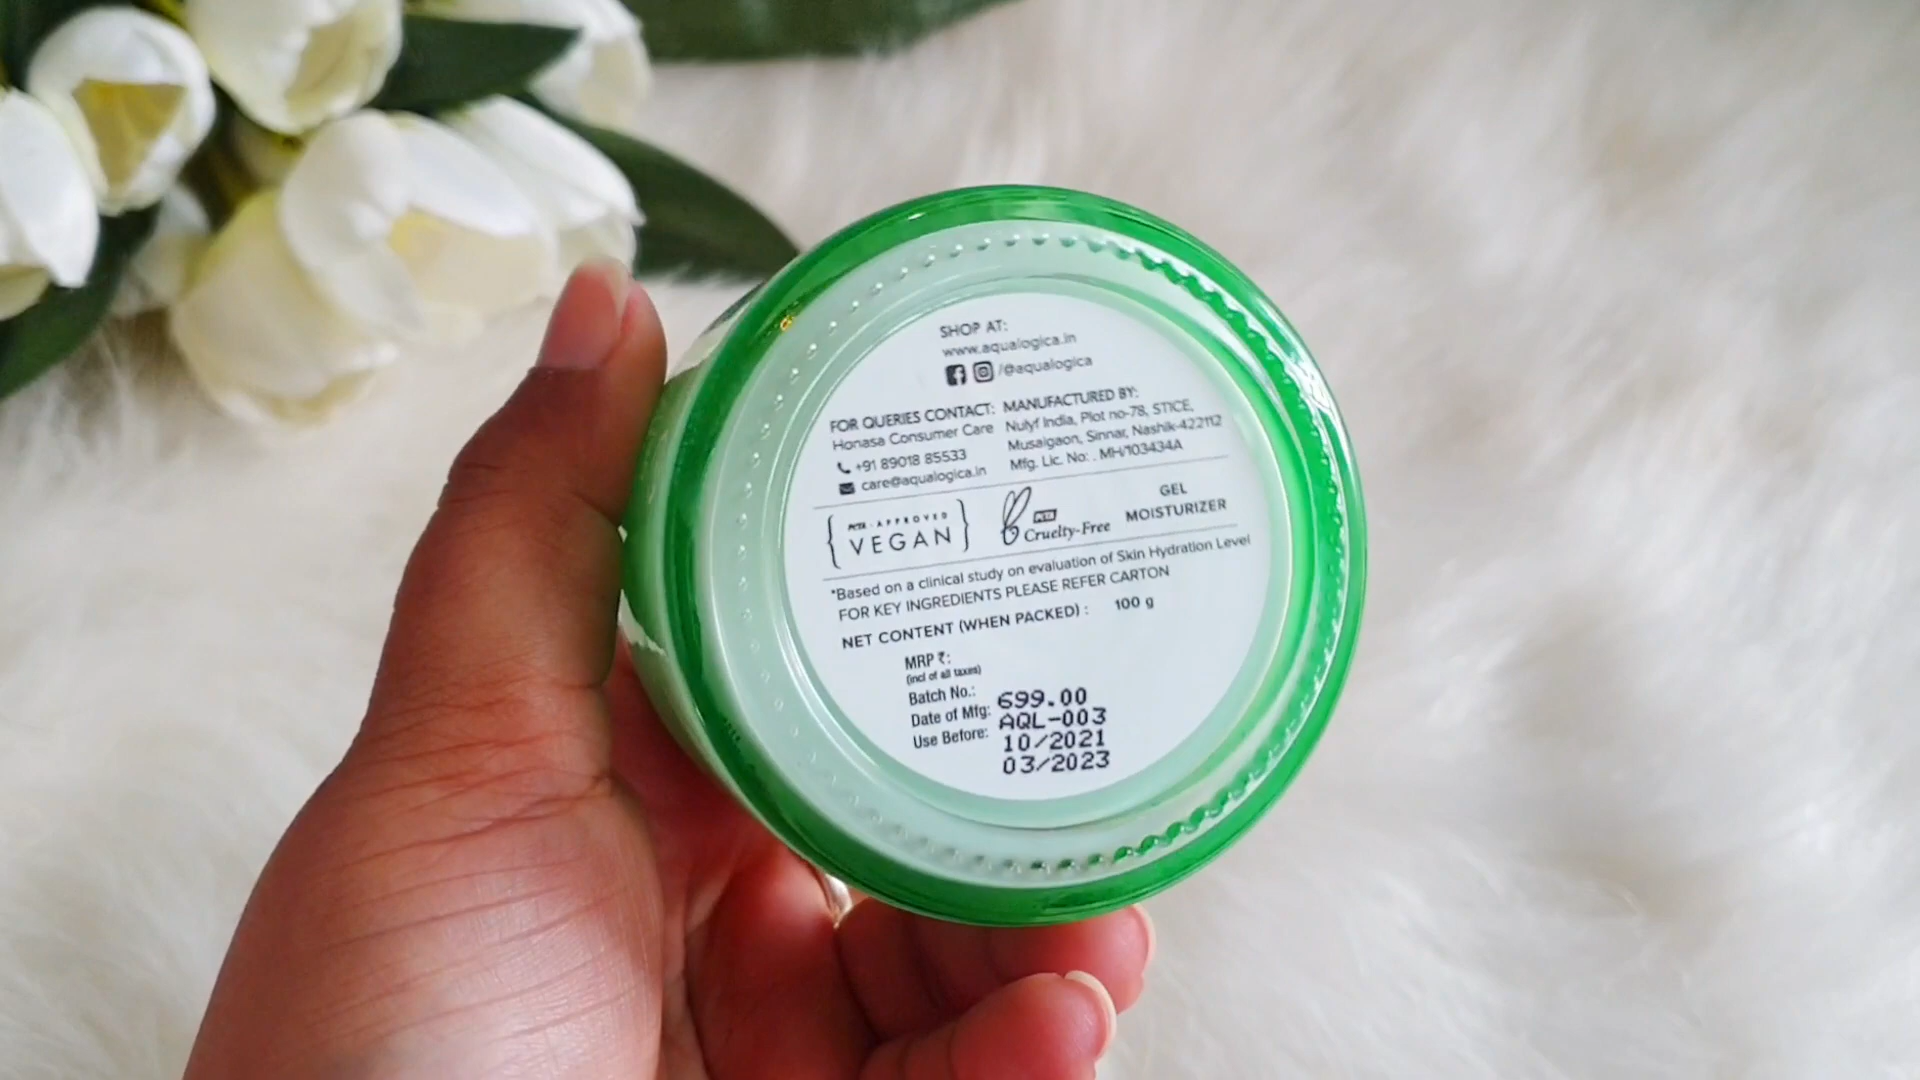 SHOP AT:
www.aqualogica.in
/@aqualogica
FOR QUERIES CONTACT:
Honasa Consumer Care
+91 89018 85533
care@aqualogica.in
MANUFACTURED BY:
Nulyf India, Plot no-78, STICE,
Musalgaon, Sinnar, Nashik-422112
Mfg. Lic. No: . MH/103434A
PETA - APPROVED
VEGAN
PETA
Cruelty-Free
GEL
MOISTURIZER
*Based on a clinical study on evaluation of Skin Hydration Level
FOR KEY INGREDIENTS PLEASE REFER CARTON
NET CONTENT (WHEN PACKED) : 100 g
MRP ₹:
(incl of all taxes)
Batch No.:
Date of Mfg:
Use Before:
699.00
AQL-003
10/2021
03/2023